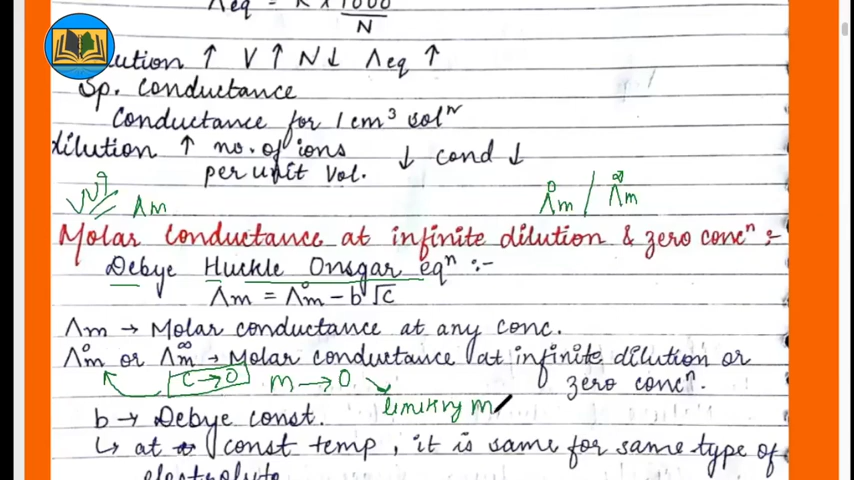 Λeq = K × 1000
N
ution ↑ V ↑ N↓ Λeq ↑
Sp. Conductance
Conductance for 1 cm³ solⁿ
dilution ↑ no. of ions ↓ cond ↓
per unit Vol.
Λm Λ°m / Λ∞m
Molar conductance at infinite dilution & zero concⁿ :-
Debye Huckle Onsgar eqⁿ :-
Λm = Λ°m - b√C
Λm → Molar conductance at any conc.
Λ°m or Λ∞m → Molar conductance at infinite dilution or
C → 0 m → 0 zero concⁿ.
b → Debye const. m
↳ at const temp, it is same for same type of
electrolyte